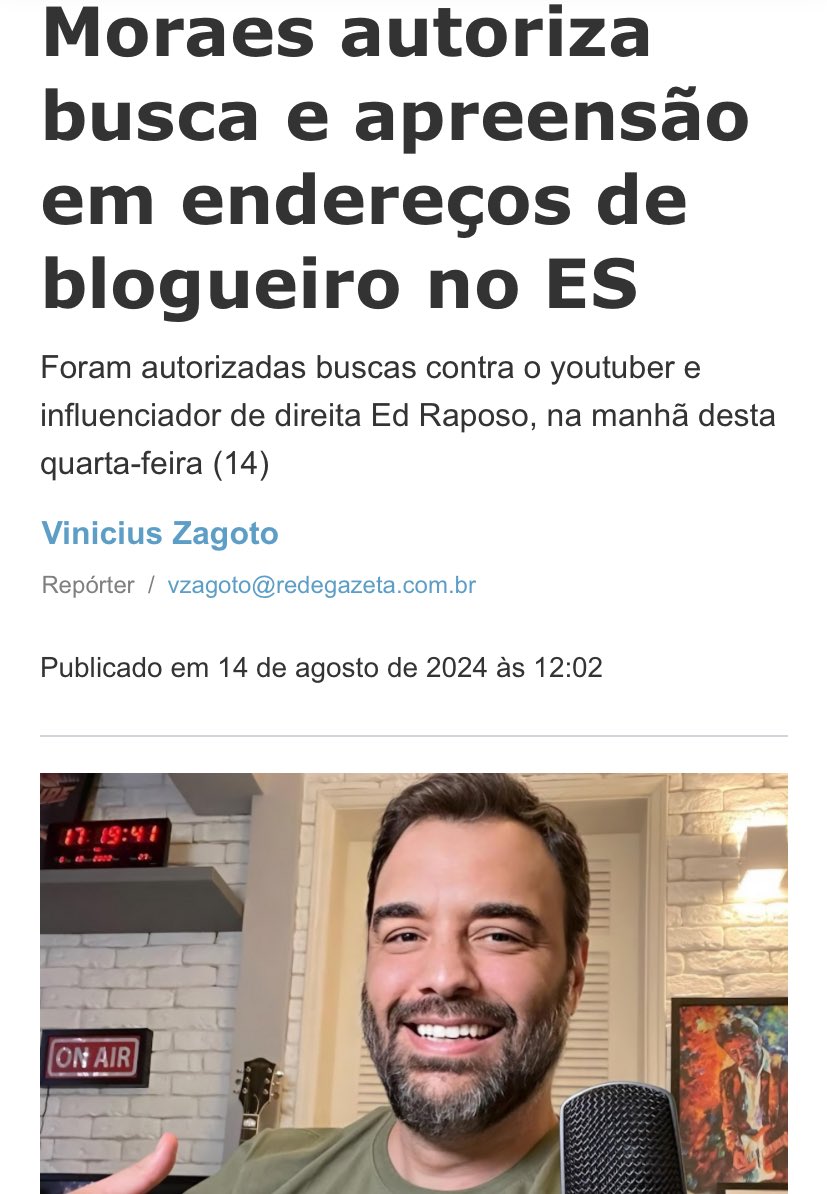 Moraes autoriza
busca e apreensão
em endereços de
blogueiro no ES
Foram autorizadas buscas contra o youtuber e
influenciador de direita Ed Raposo, na manhã desta
quarta-feira (14)
Vinicius Zagoto
Repórter / vzagoto@redegazeta.com.br
Publicado em 14 de agosto de 2024 às 12:02
17:19:41
ON AIR